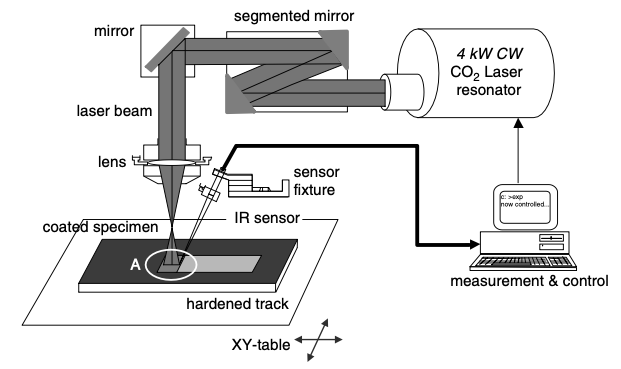 segmented mirror
mirror
4 kW CW
CO₂ Laser
resonator
laser beam
lens
sensor
fixture
c: >exp
now controlled...
coated specimen
IR sensor
A
measurement & control
hardened track
XY-table